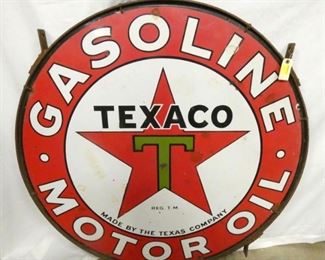 GASOLINE
TEXACO
T
REG. T-M.
MADE BY THE TEXAS COMPANY
• MOTOR OIL •